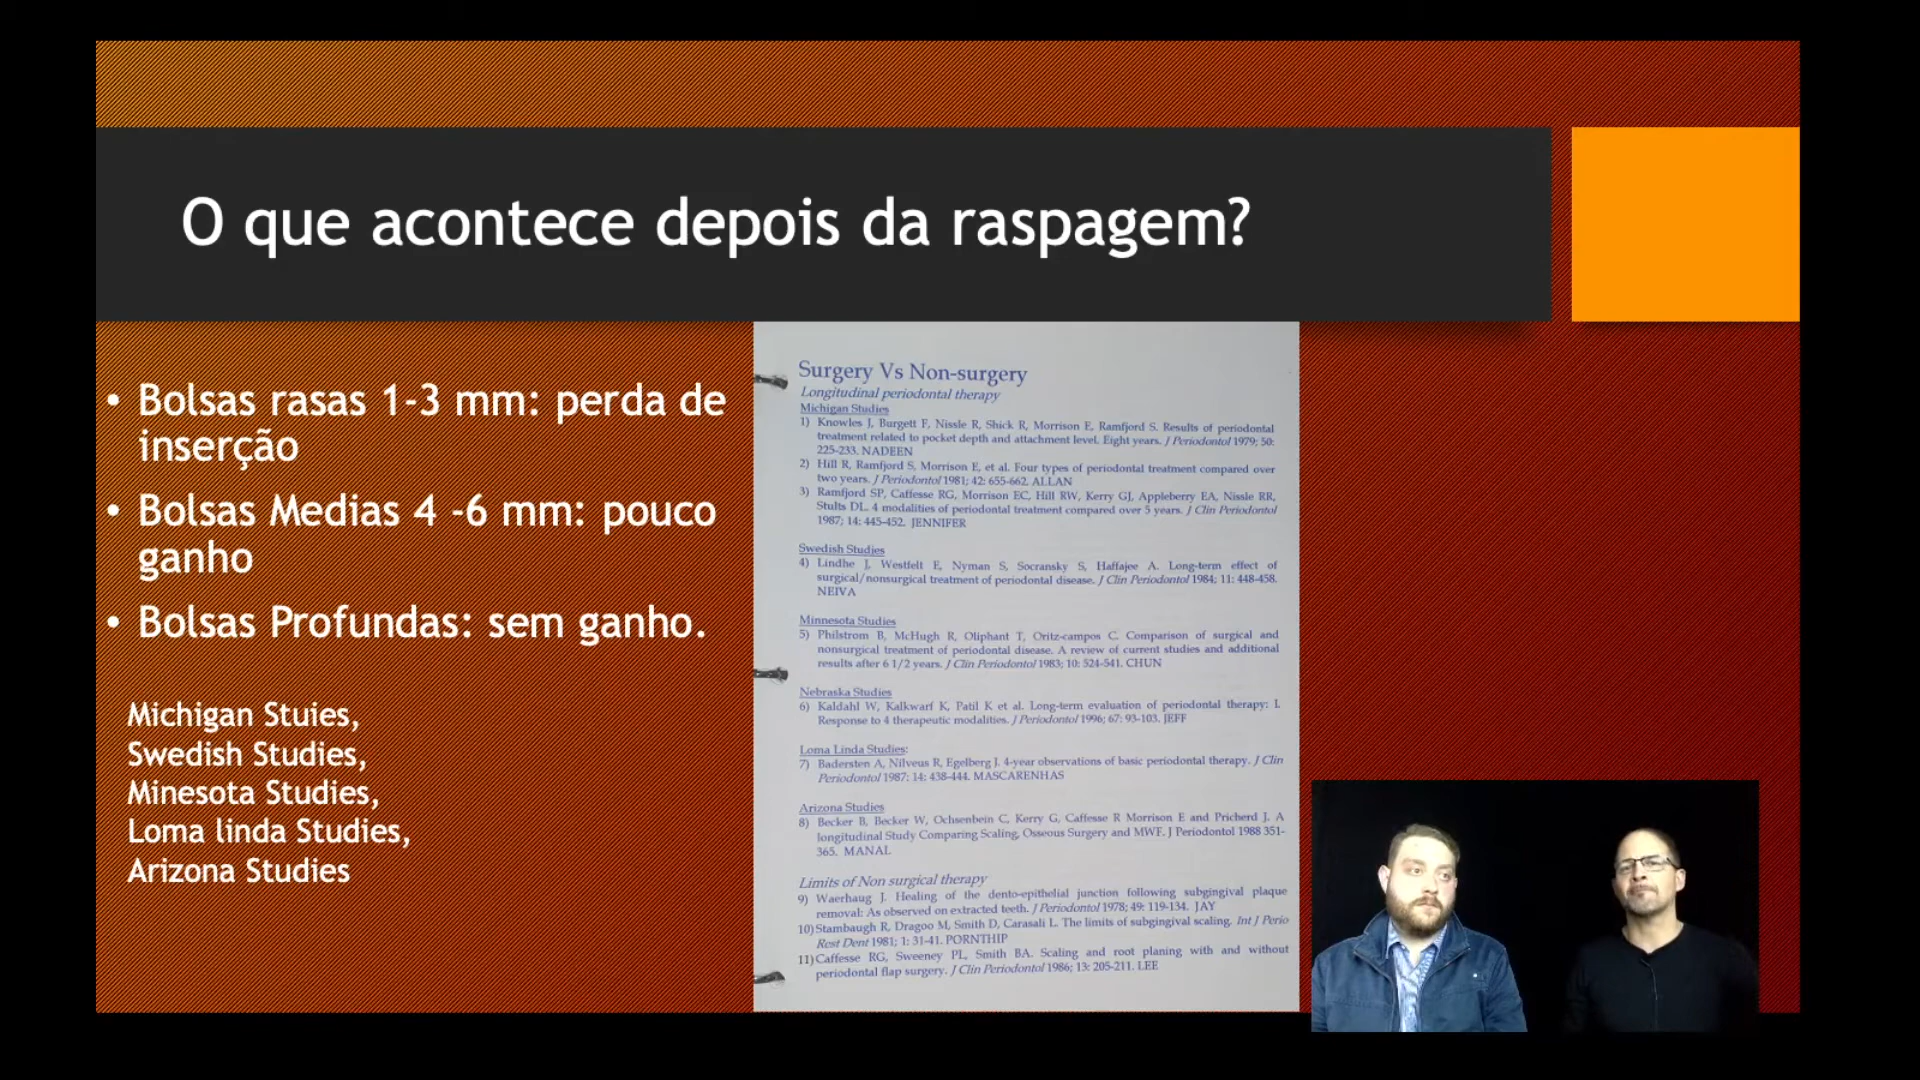 O que acontece depois da raspagem?
• Bolsas rasas 1-3 mm: perda de
inserção
• Bolsas Medias 4 -6 mm: pouco
ganho
• Bolsas Profundas: sem ganho.
Michigan Stuies,
Swedish Studies,
Minesota Studies,
Loma linda Studies,
Arizona Studies
Surgery Vs Non-surgery
Longitudinal periodontal therapy
Michigan Studies
1) Knowles J, Burgett F, Nissle R, Shick R, Morrison E, Ramfjord S. Results of periodontal
treatment related to pocket depth and attachment level. Eight years. J Periodontol 1979; 50:
225-233. NADEEN
2) Hill R, Ramfjord S, Morrison E, et al. Four types of periodontal treatment compared over
two years. J Periodontol 1981; 42: 655-662. ALLAN
3) Ramfjord SP, Caffesse RG, Morrison EC, Hill RW, Kerry GJ, Appleberry EA, Nissle RR,
Stults DL. 4 modalities of periodontal treatment compared over 5 years. J Clin Periodontol
1987; 14: 445-452. JENNIFER
Swedish Studies
4) Lindhe J, Westfelt E, Nyman S, Socransky S, Haffajee A. Long-term effect of
surgical/nonsurgical treatment of periodontal disease. J Clin Periodontol 1984; 11: 448-458.
NEIVA
Minnesota Studies
5) Philstrom B, McHugh R, Oliphant T, Oritz-campos C. Comparison of surgical and
nonsurgical treatment of periodontal disease. A review of current studies and additional
results after 6 1/2 years. J Clin Periodontol 1983; 10: 524-541. CHUN
Nebraska Studies
6) Kaldahl W, Kalkwarf K, Patil K et al. Long-term evaluation of periodontal therapy: I.
Response to 4 therapeutic modalities. J Periodontol 1996; 67: 93-103. JEFF
Loma Linda Studies:
7) Badersten A, Nilveus R, Egelberg J. 4-year observations of basic periodontal therapy. J Clin
Periodontol 1987: 14: 438-444. MASCARENHAS
Arizona Studies
8) Becker B, Becker W, Ochsenbein C, Kerry G, Caffesse R Morrison E and Pricherd J. A
longitudinal Study Comparing Scaling, Osseous Surgery and MWF. J Periodontol 1988 351-
365. MANAL
Limits of Non surgical therapy
9) Waerhaug J. Healing of the dento-epithelial junction following subgingival plaque
removal: As observed on extracted teeth. J Periodontol 1978; 49: 119-134. JAY
10) Stambaugh R, Dragoo M, Smith D, Carasali L. The limits of subgingival scaling. Int J Perio
Rest Dent 1981; 1: 31-41. PORNTHIP
11) Caffesse RG, Sweeney PL, Smith BA. Scaling and root planing with and without
periodontal flap surgery. J Clin Periodontol 1986; 13: 205-211. LEE